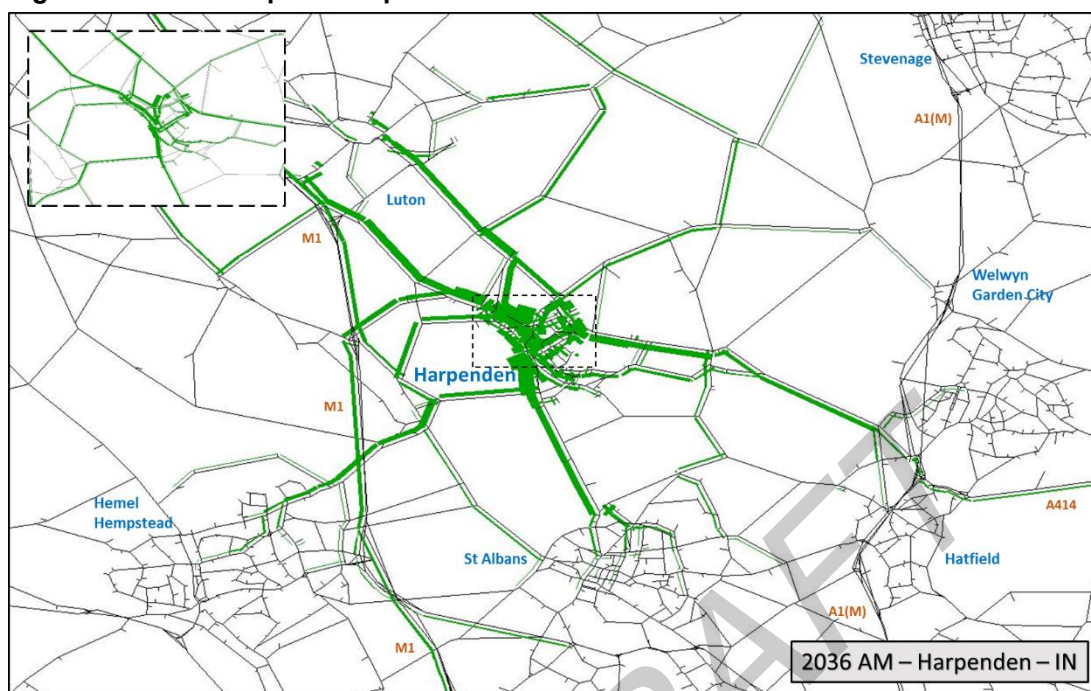 Stevenage
A1(M)
Luton
M1
Welwyn
Garden City
Harpenden
M1
Hemel
Hempstead
A414
St Albans
Hatfield
A1(M)
M1
2036 AM – Harpenden – IN
DRAFT